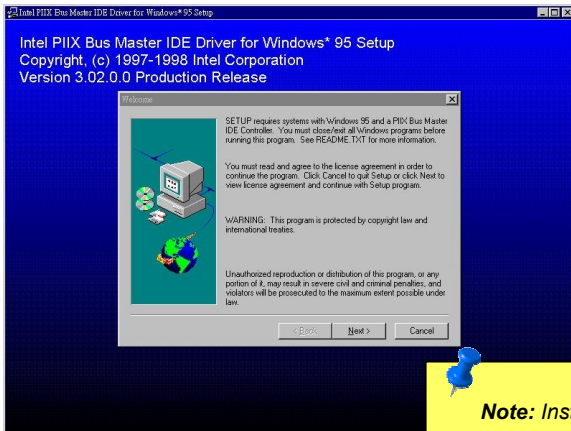 Intel PIIX Bus Master IDE Driver for Windows* 95 Setup
Intel PIIX Bus Master IDE Driver for Windows* 95 Setup
Copyright, (c) 1997-1998 Intel Corporation
Version 3.02.0.0 Production Release
Welcome
SETUP requires systems with Windows 95 and a PIIX Bus Master
IDE Controller. You must close/exit all Windows programs before
running this program. See README.TXT for more information.
You must read and agree to the license agreement in order to
continue the program. Click Cancel to quit Setup or click Next to
view license agreement and continue with Setup program.
WARNING: This program is protected by copyright law and
international treaties.
Unauthorized reproduction or distribution of this program, or any
portion of it, may result in severe civil and criminal penalties, and
violators will be prosecuted to the maximum extent possible under
law.
< Back Next > Cancel
Note: